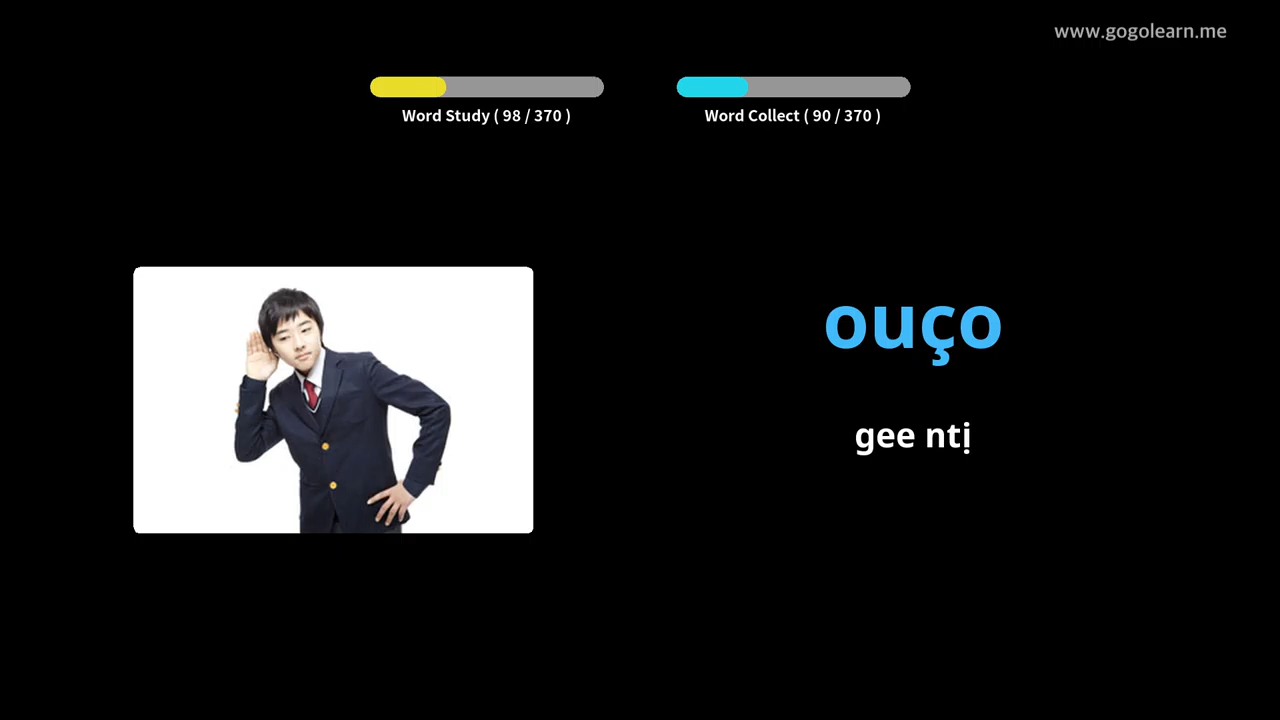 www.gogolearn.me
Word Study ( 98 / 370 )
Word Collect ( 90 / 370 )
ouço
gee ntị